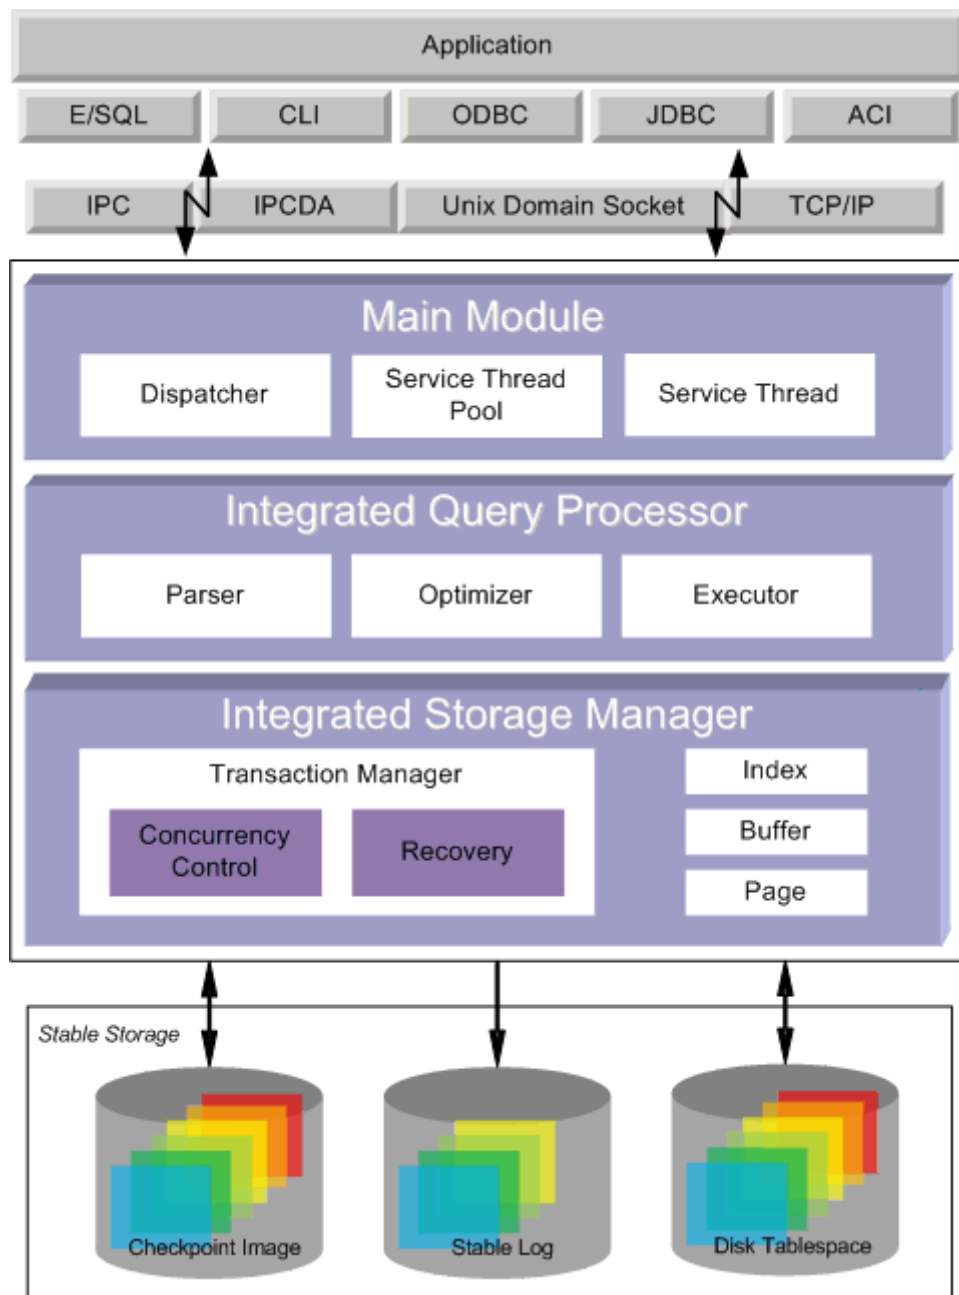 Application
E/SQL
CLI
ODBC
JDBC
ACI
IPC
IPCDA
Unix Domain Socket
TCP/IP
Main Module
Dispatcher
Service Thread
Pool
Service Thread
Integrated Query Processor
Parser
Optimizer
Executor
Integrated Storage Manager
Transaction Manager
Concurrency
Control
Recovery
Index
Buffer
Page
Stable Storage
Checkpoint Image
Stable Log
Disk Tablespace